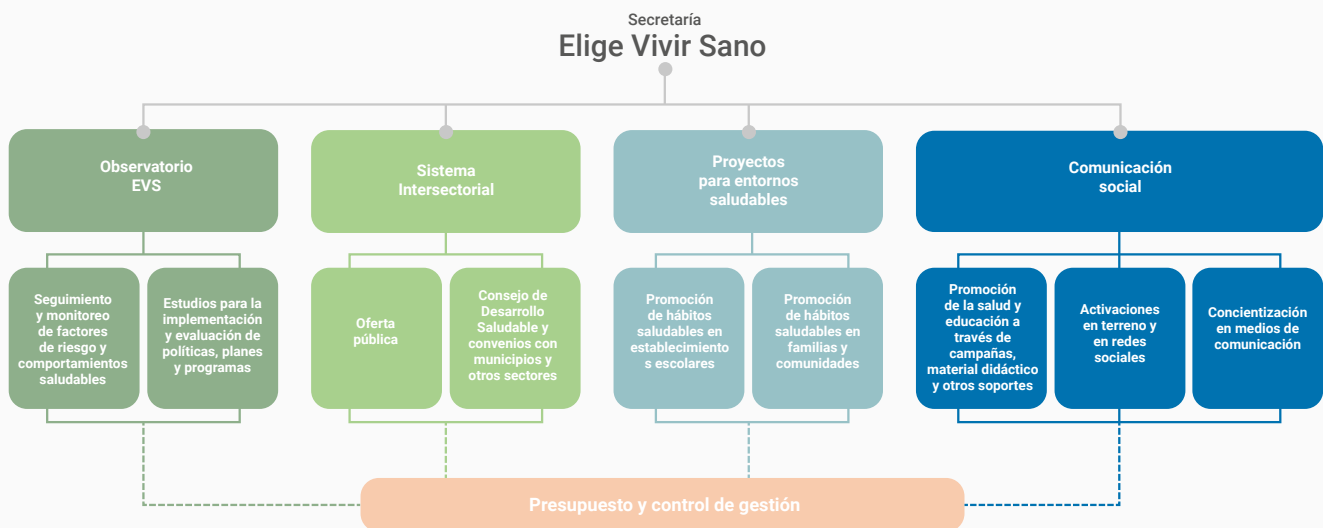 Secretaría
Elige Vivir Sano
Observatorio
EVS
Sistema
Intersectorial
Proyectos
para entornos
saludables
Comunicación
social
Seguimiento
y monitoreo
de factores
de riesgo y
comportamientos
saludables
Estudios para la
implementación
y evaluación de
políticas, planes
y programas
Oferta
pública
Consejo de
Desarrollo
Saludable y
convenios con
municipios y
otros sectores
Promoción
de hábitos
saludables en
establecimiento
s escolares
Promoción
de hábitos
saludables en
familias y
comunidades
Promoción
de la salud y
educación a
través de
campañas,
material didáctico
y otros soportes
Activaciones
en terreno y
en redes
sociales
Concientización
en medios de
comunicación
Presupuesto y control de gestión